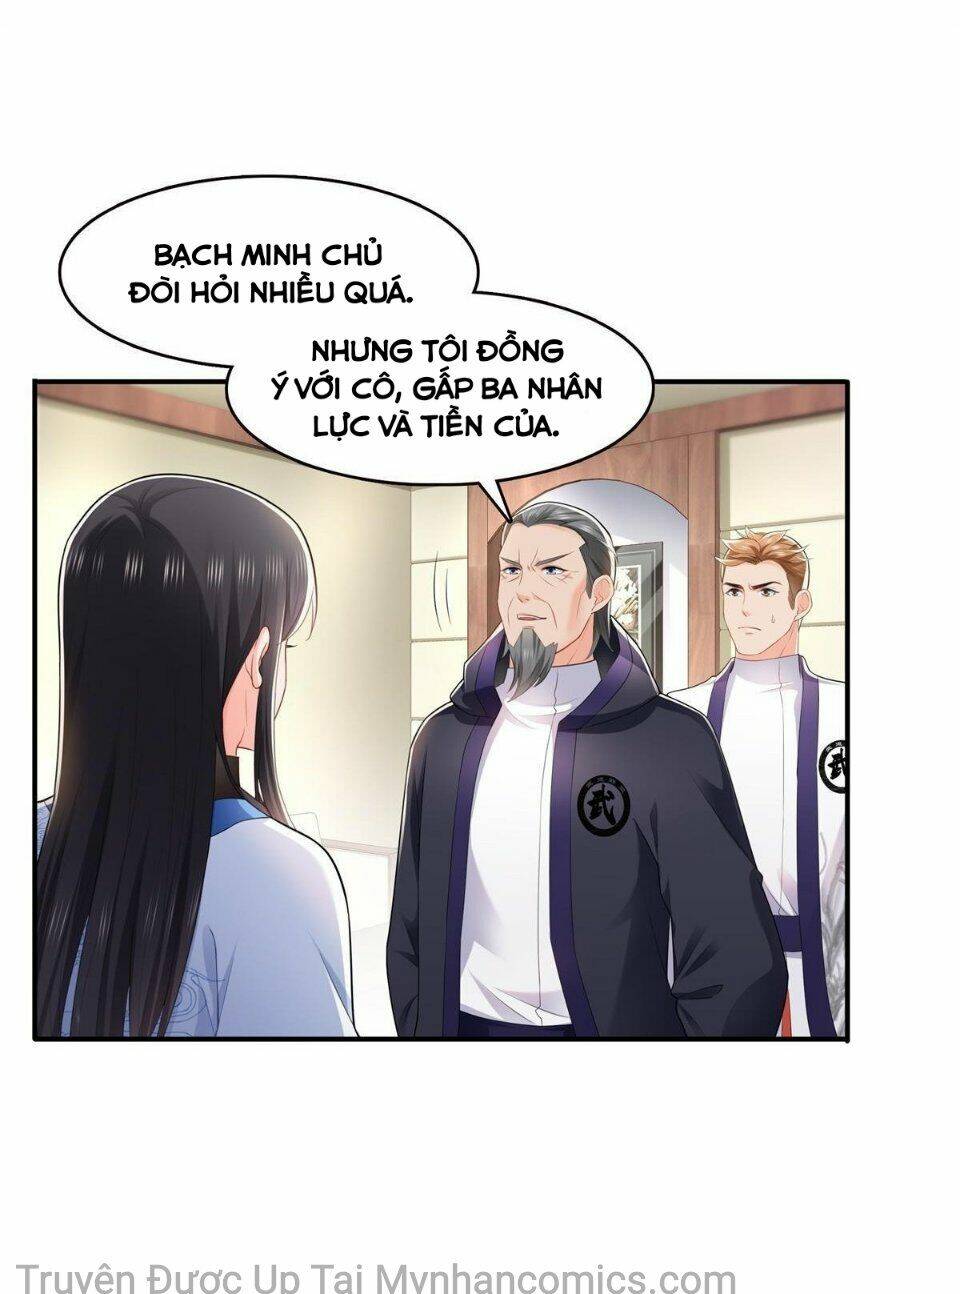 BẠCH MINH CHỦ
ĐÒI HỎI NHIỀU QUÁ.
NHƯNG TÔI ĐỒNG
Ý VỚI CÔ, GẤP BA NHÂN
LỰC VÀ TIỀN CỦA.
武
武
Truyện Được Up Tại Mynhancomics.com